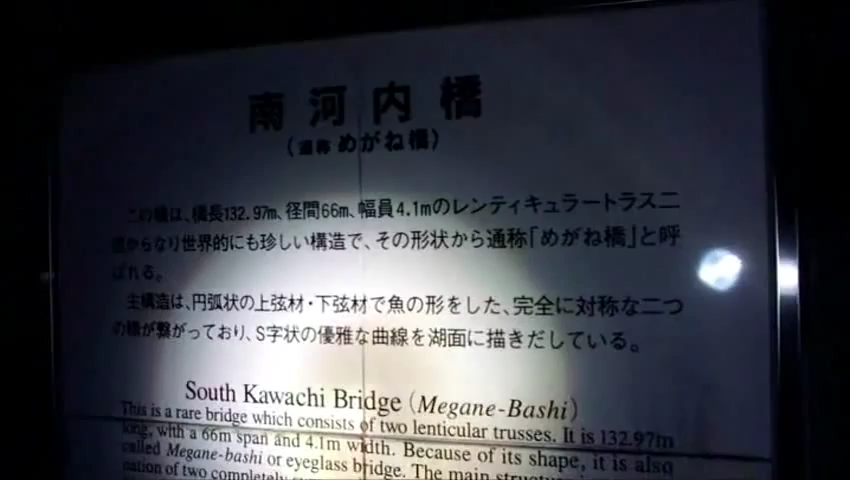 南河内橋
(通称 めがね橋)
この橋は、橋長132.97m、径間66m、幅員4.1mのレンティキュラートラス二
連からなり世界的にも珍しい構造で、その形状から通称「めがね橋」と呼
ばれる。
主構造は、円弧状の上弦材・下弦材で魚の形をした、完全に対称な二つ
の橋が繋がっており、S字状の優雅な曲線を湖面に描きだしている。
South Kawachi Bridge (Megane-Bashi)
This is a rare bridge which consists of two lenticular trusses. It is 132.97m
long, with a 66m span and 4.1m width. Because of its shape, it is also
called Megane-bashi or eyeglass bridge. The main
nation of two